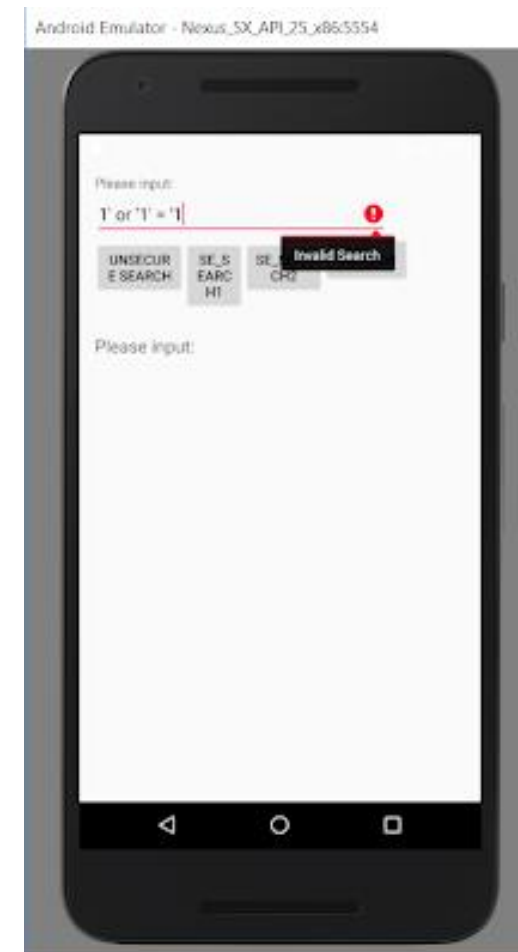 Android Emulator - Nexus_5X_API_25_x86:5554
Please input:
1' or '1' = '1
Invalid Search
UNSECUR
E SEARCH
SE_S
EARC
H1
SE_
CH2
Please input: